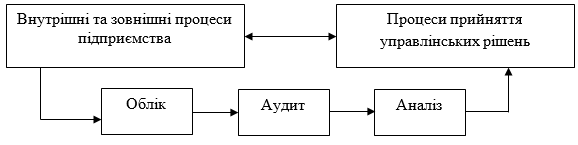 Внутрішні та зовнішні процеси
підприємства
Процеси прийняття
управлінських рішень
Облік
Аудит
Аналіз